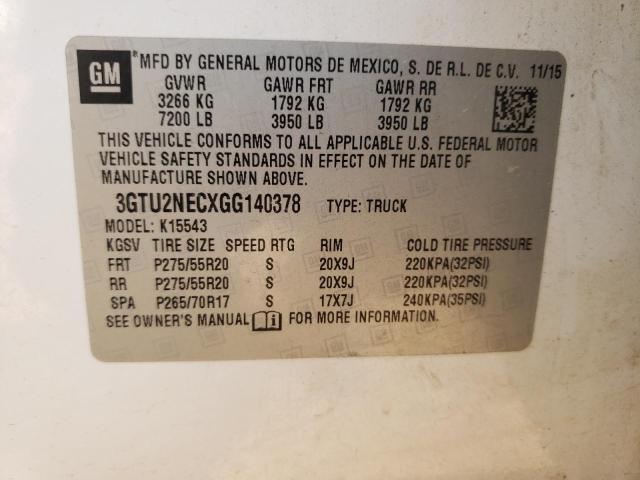 GM
*MFD BY GENERAL MOTORS DE MEXICO, S. DE R.L. DE C.V. 11/15
GVWR GAWR FRT GAWR RR
3266 KG 1792 KG 1792 KG
7200 LB 3950 LB 3950 LB
THIS VEHICLE CONFORMS TO ALL APPLICABLE U.S. FEDERAL MOTOR
VEHICLE SAFETY STANDARDS IN EFFECT ON THE DATE OF
MANUFACTURE SHOWN ABOVE.
3GTU2NECXGG140378 TYPE: TRUCK
MODEL: K15543
KGSV TIRE SIZE SPEED RTG RIM COLD TIRE PRESSURE
FRT P275/55R20 S 20X9J 220KPA(32PSI)
RR P275/55R20 S 20X9J 220KPA(32PSI)
SPA P265/70R17 S 17X7J 240KPA(35PSI)
SEE OWNER'S MANUAL FOR MORE INFORMATION.